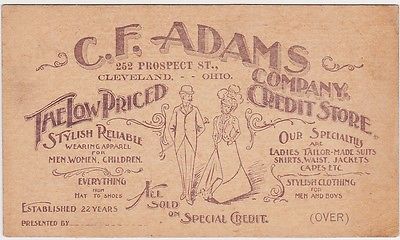 C.F. ADAMS
252 PROSPECT ST.,
CLEVELAND, - - OHIO.
COMPANY.
THE LOW PRICED
CREDIT STORE.
STYLISH RELIABLE
WEARING APPAREL
FOR
MEN, WOMEN, CHILDREN.
EVERYTHING
FROM
HAT TO SHOES
ESTABLISHED 22 YEARS
PRESENTED BY
ALL
SOLD
ON SPECIAL CREDIT.
OUR SPECIALTIES
ARE
LADIES TAILOR-MADE SUITS
SKIRTS, WAIST, JACKETS
CAPES ETC.
STYLISH CLOTHING
FOR
MEN AND BOYS
(OVER)